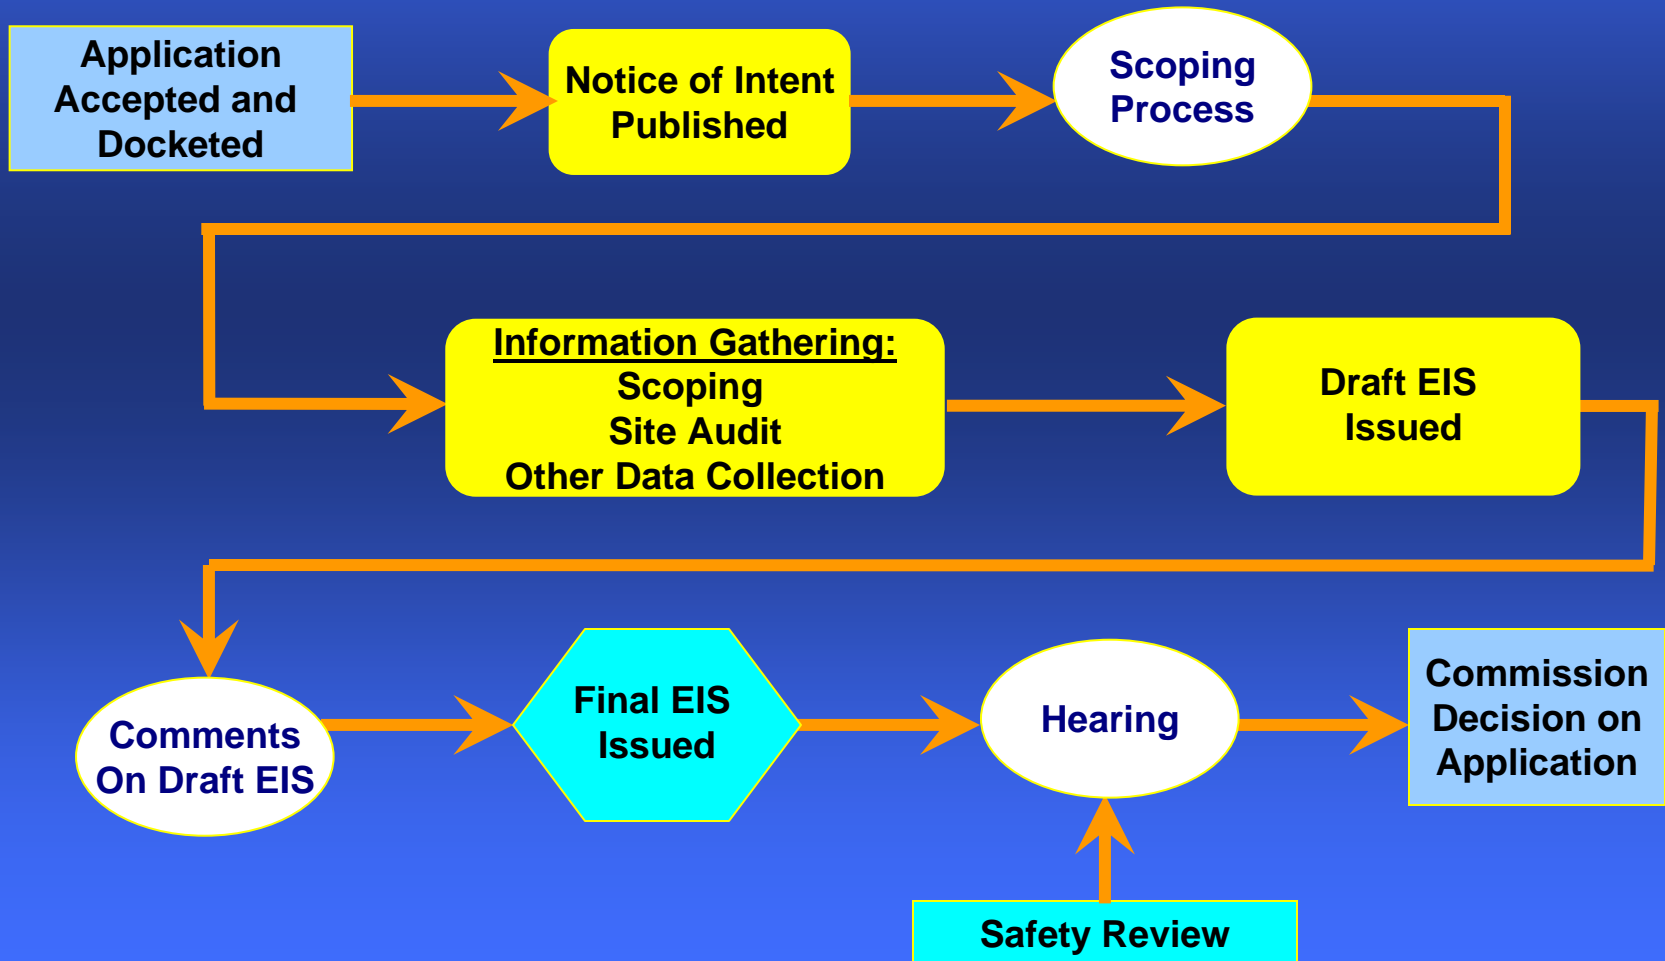 Application
Accepted and
Docketed
Notice of Intent
Published
Scoping
Process
Information Gathering:
Scoping
Site Audit
Other Data Collection
Draft EIS
Issued
Comments
On Draft EIS
Final EIS
Issued
Hearing
Commission
Decision on
Application
Safety Review